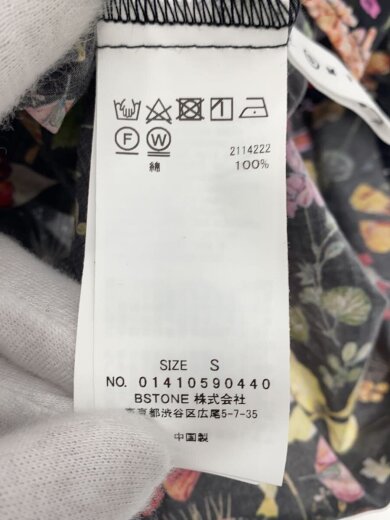 F W
2114222
綿 100%
SIZE S
NO. 01410590440
BSTONE 株式会社
東京都渋谷区広尾5-7-35
中国製